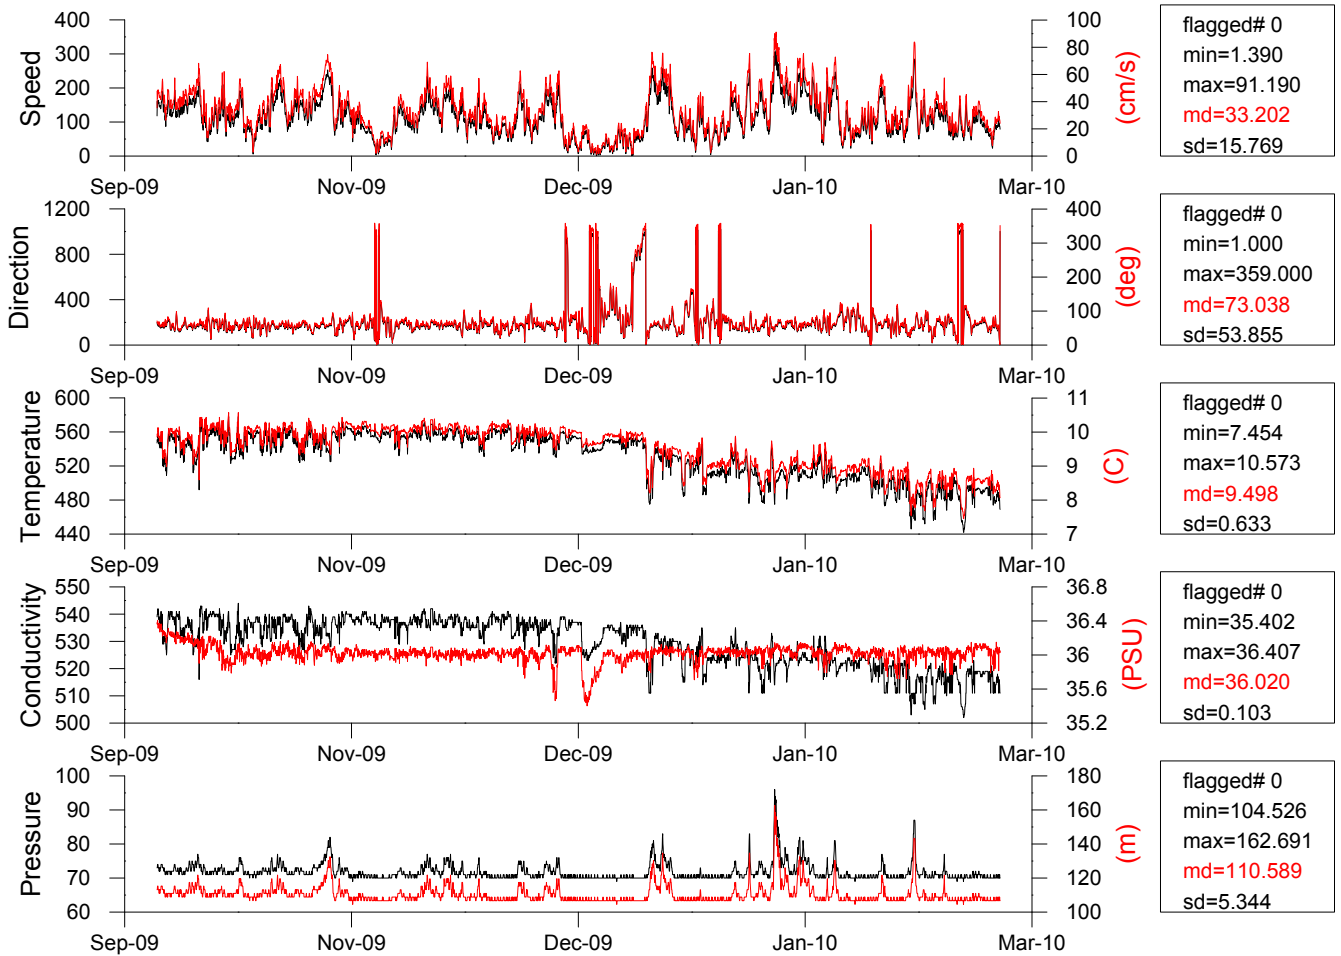 Speed
400
300
200
100
0
100
80
60
40
20
0
(cm/s)
Sep-09
Nov-09
Dec-09
Jan-10
Mar-10
flagged# 0
min=1.390
max=91.190
md=33.202
sd=15.769
Direction
1200
800
400
0
400
300
200
100
0
(deg)
Sep-09
Nov-09
Dec-09
Jan-10
Mar-10
flagged# 0
min=1.000
max=359.000
md=73.038
sd=53.855
Temperature
600
560
520
480
440
11
10
9
8
7
(C)
Sep-09
Nov-09
Dec-09
Jan-10
Mar-10
flagged# 0
min=7.454
max=10.573
md=9.498
sd=0.633
Conductivity
550
540
530
520
510
500
36.8
36.4
36
35.6
35.2
(PSU)
Sep-09
Nov-09
Dec-09
Jan-10
Mar-10
flagged# 0
min=35.402
max=36.407
md=36.020
sd=0.103
Pressure
100
90
80
70
60
180
160
140
120
100
(m)
Sep-09
Nov-09
Dec-09
Jan-10
Mar-10
flagged# 0
min=104.526
max=162.691
md=110.589
sd=5.344